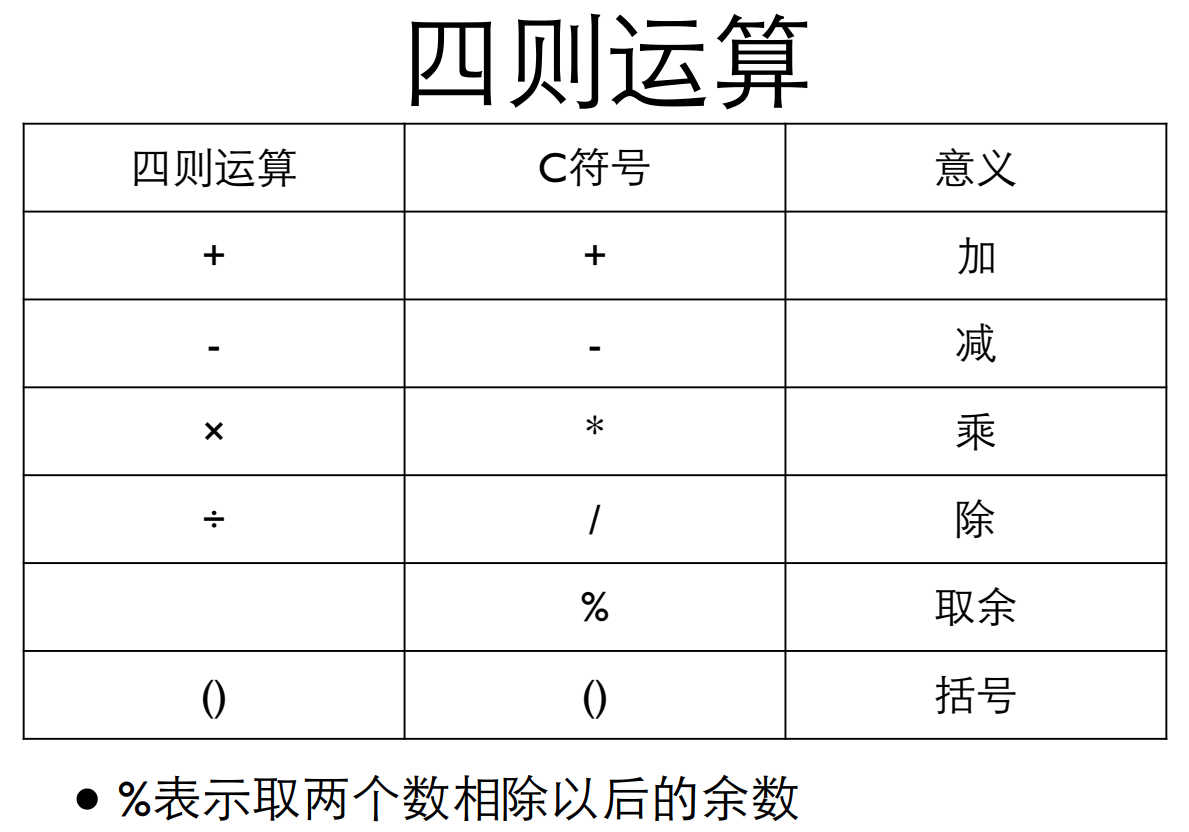 四则运算
四则运算 C符号 意义
+ + 加
- - 减
× * 乘
÷ / 除
% 取余
() () 括号
● %表示取两个数相除以后的余数